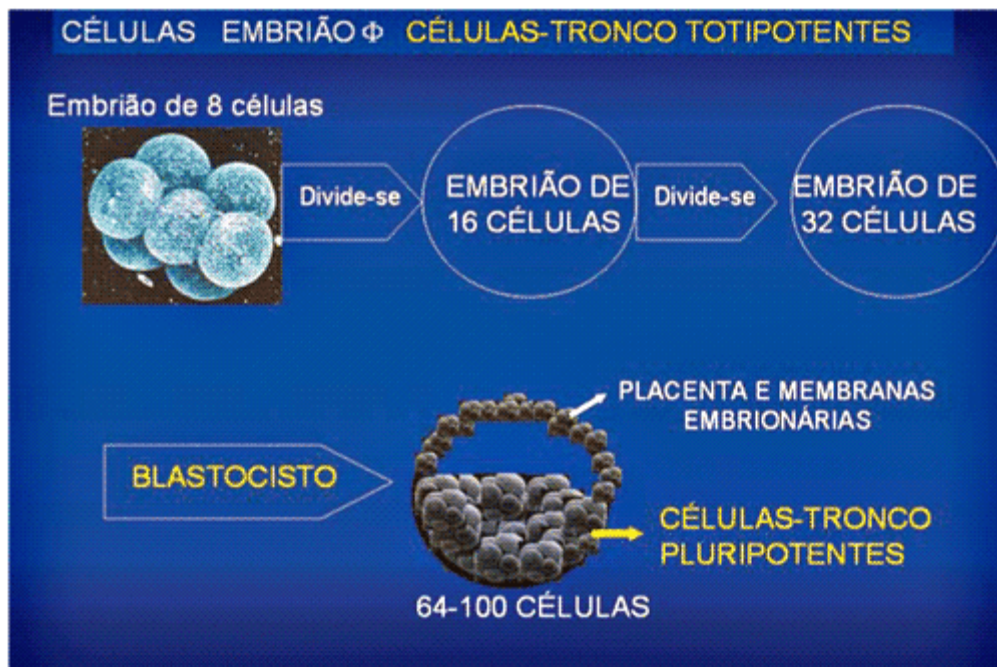 CÉLULAS EMBRIÃO Φ CÉLULAS-TRONCO TOTIPOTENTES
Embrião de 8 células
Divide-se
EMBRIÃO DE
16 CÉLULAS
Divide-se
EMBRIÃO DE
32 CÉLULAS
PLACENTA E MEMBRANAS
EMBRIONÁRIAS
BLASTOCISTO
CÉLULAS-TRONCO
PLURIPOTENTES
64-100 CÉLULAS